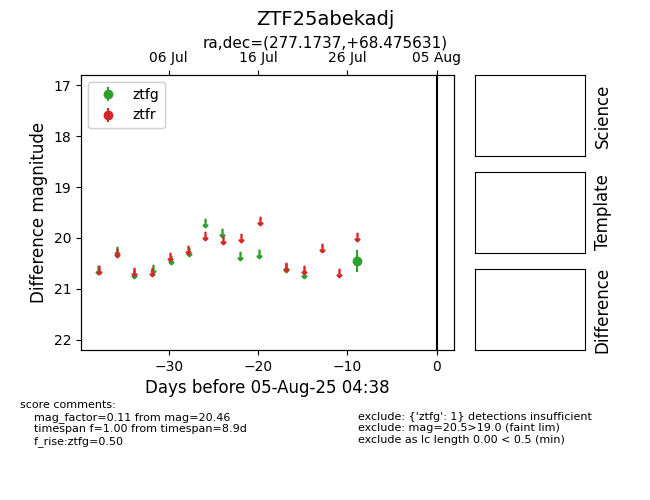 ZTF25abekadj
ra,dec=(277.1737,+68.475631)
06 Jul 16 Jul 26 Jul 05 Aug
ztfg
ztfr
17
18
19
20
21
22
Difference magnitude
−30 −20 −10 0
Days before 05-Aug-25 04:38
Science
Template
Difference
score comments:
mag_factor=0.11 from mag=20.46
timespan f=1.00 from timespan=8.9d
f_rise:ztfg=0.50
exclude: {'ztfg': 1} detections insufficient
exclude: mag=20.5>19.0 (faint lim)
exclude as lc length 0.00 < 0.5 (min)